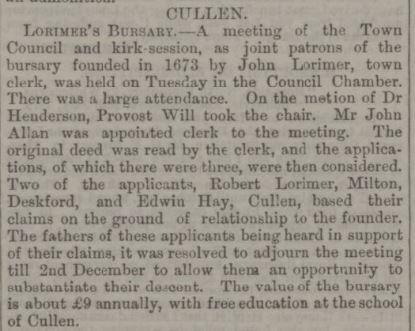 CULLEN.
LORIMER'S BURSARY.—A meeting of the Town
Council and kirk-session, as joint patrons of the
bursary founded in 1673 by John Lorimer, town
clerk, was held on Tuesday in the Council Chamber.
There was a large attendance. On the motion of Dr
Henderson, Provost Will took the chair. Mr John
Allan was appointed clerk to the meeting. The
original deed was read by the clerk, and the applica-
tions, of which there were three, were then considered.
Two of the applicants, Robert Lorimer, Milton,
Deskford, and Edwin Hay, Cullen, based their
claims on the ground of relationship to the founder.
The fathers of these applicants being heard in support
of their claims, it was resolved to adjourn the meeting
till 2nd December to allow them an opportunity to
substantiate their descent. The value of the bursary
is about £9 annually, with free education at the school
of Cullen.